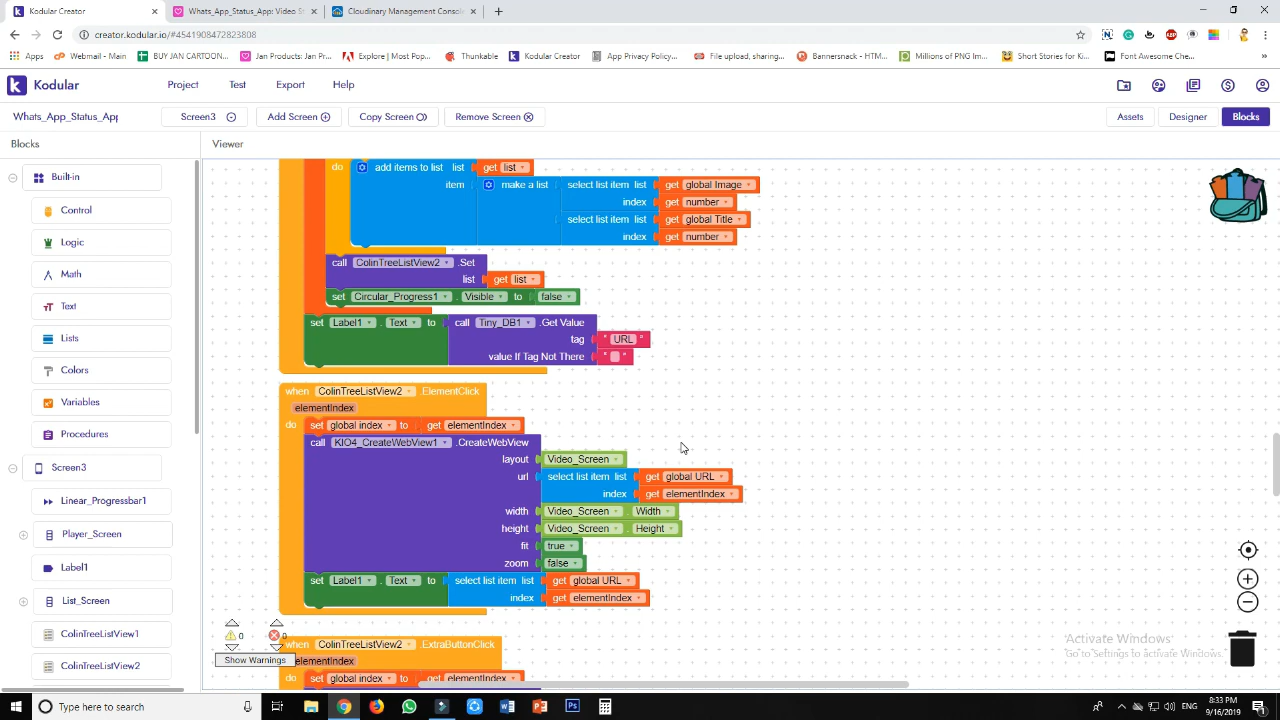 Kodular Creator
Whats_App_Status_App: Video St
Cloudinary Management Console
creator.kodular.io/#4541908472823808
Apps
Webmail - Main
BUY JAN CARTOON...
Jan Products: Jan Pr...
Explore | Most Popu...
Thunkable
Kodular Creator
App Privacy Policy...
File upload, sharing...
Bannersnack - HTM...
Millions of PNG Im...
Short Stories for Ki...
Font Awesome Che...
Kodular
Project
Test
Export
Help
Whats_App_Status_App
Screen3
Add Screen
Copy Screen
Remove Screen
Assets
Designer
Blocks
Blocks
Viewer
Built-in
Control
Logic
Math
Text
Lists
Colors
Variables
Procedures
Screen3
Linear_Progressbar1
Player_Screen
Label1
List_Screen
ColinTreeListView1
ColinTreeListView2
do add items to list list get list
item make a list select list item list get global Image
index get number
select list item list get global Title
index get number
call ColinTreeListView2 .Set
list get list
set Circular_Progress1 . Visible to false
set Label1 . Text to call Tiny_DB1 .Get Value
tag " URL "
value If Tag Not There " "
when ColinTreeListView2 .ElementClick
elementIndex
do set global index to get elementIndex
call KIO4_CreateWebView1 .CreateWebView
layout Video_Screen
url select list item list get global URL
index get elementIndex
width Video_Screen . Width
height Video_Screen . Height
fit true
zoom false
set Label1 . Text to select list item list get global URL
index get elementIndex
0 0
Show Warnings
when ColinTreeListView2 .ExtraButtonClick
elementIndex
do set global index to get elementIndex
Activate Windows
Go to Settings to activate Windows.
Type here to search
ENG
8:33 PM
9/16/2019